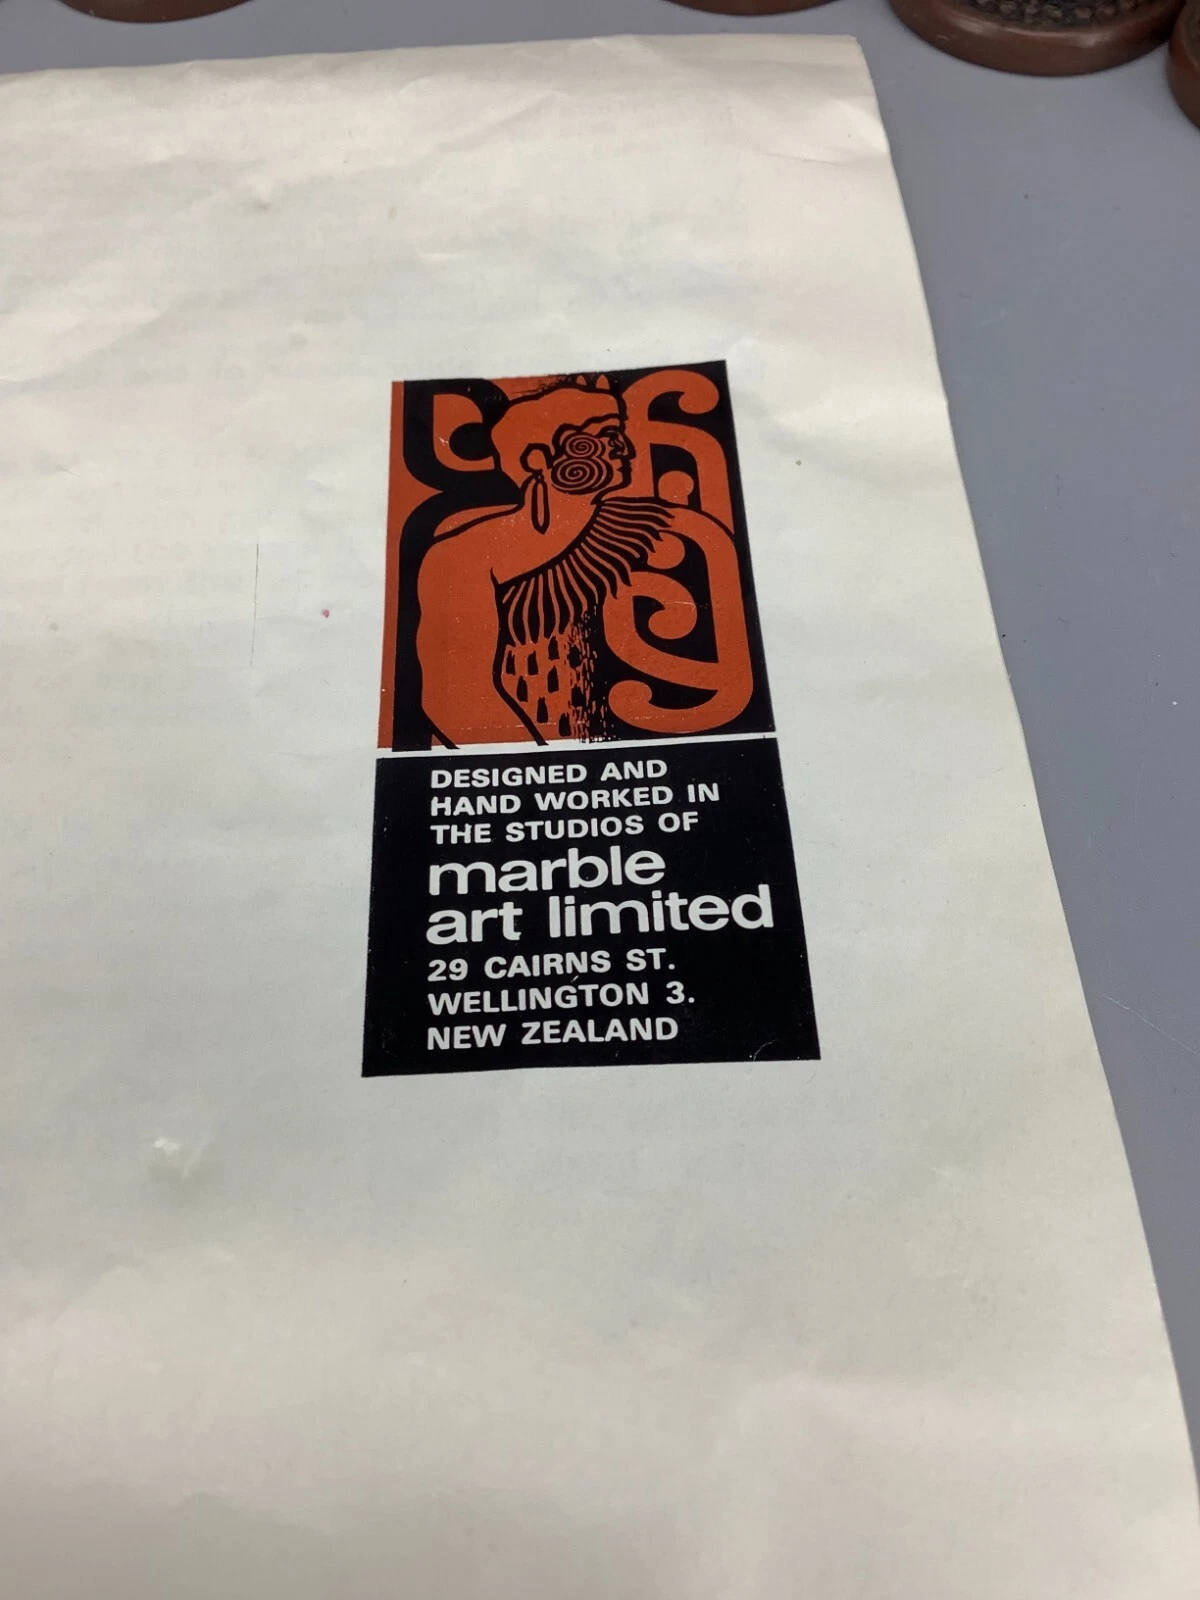 DESIGNED AND
HAND WORKED IN
THE STUDIOS OF
marble
art limited
29 CAIRNS ST.
WELLINGTON 3.
NEW ZEALAND